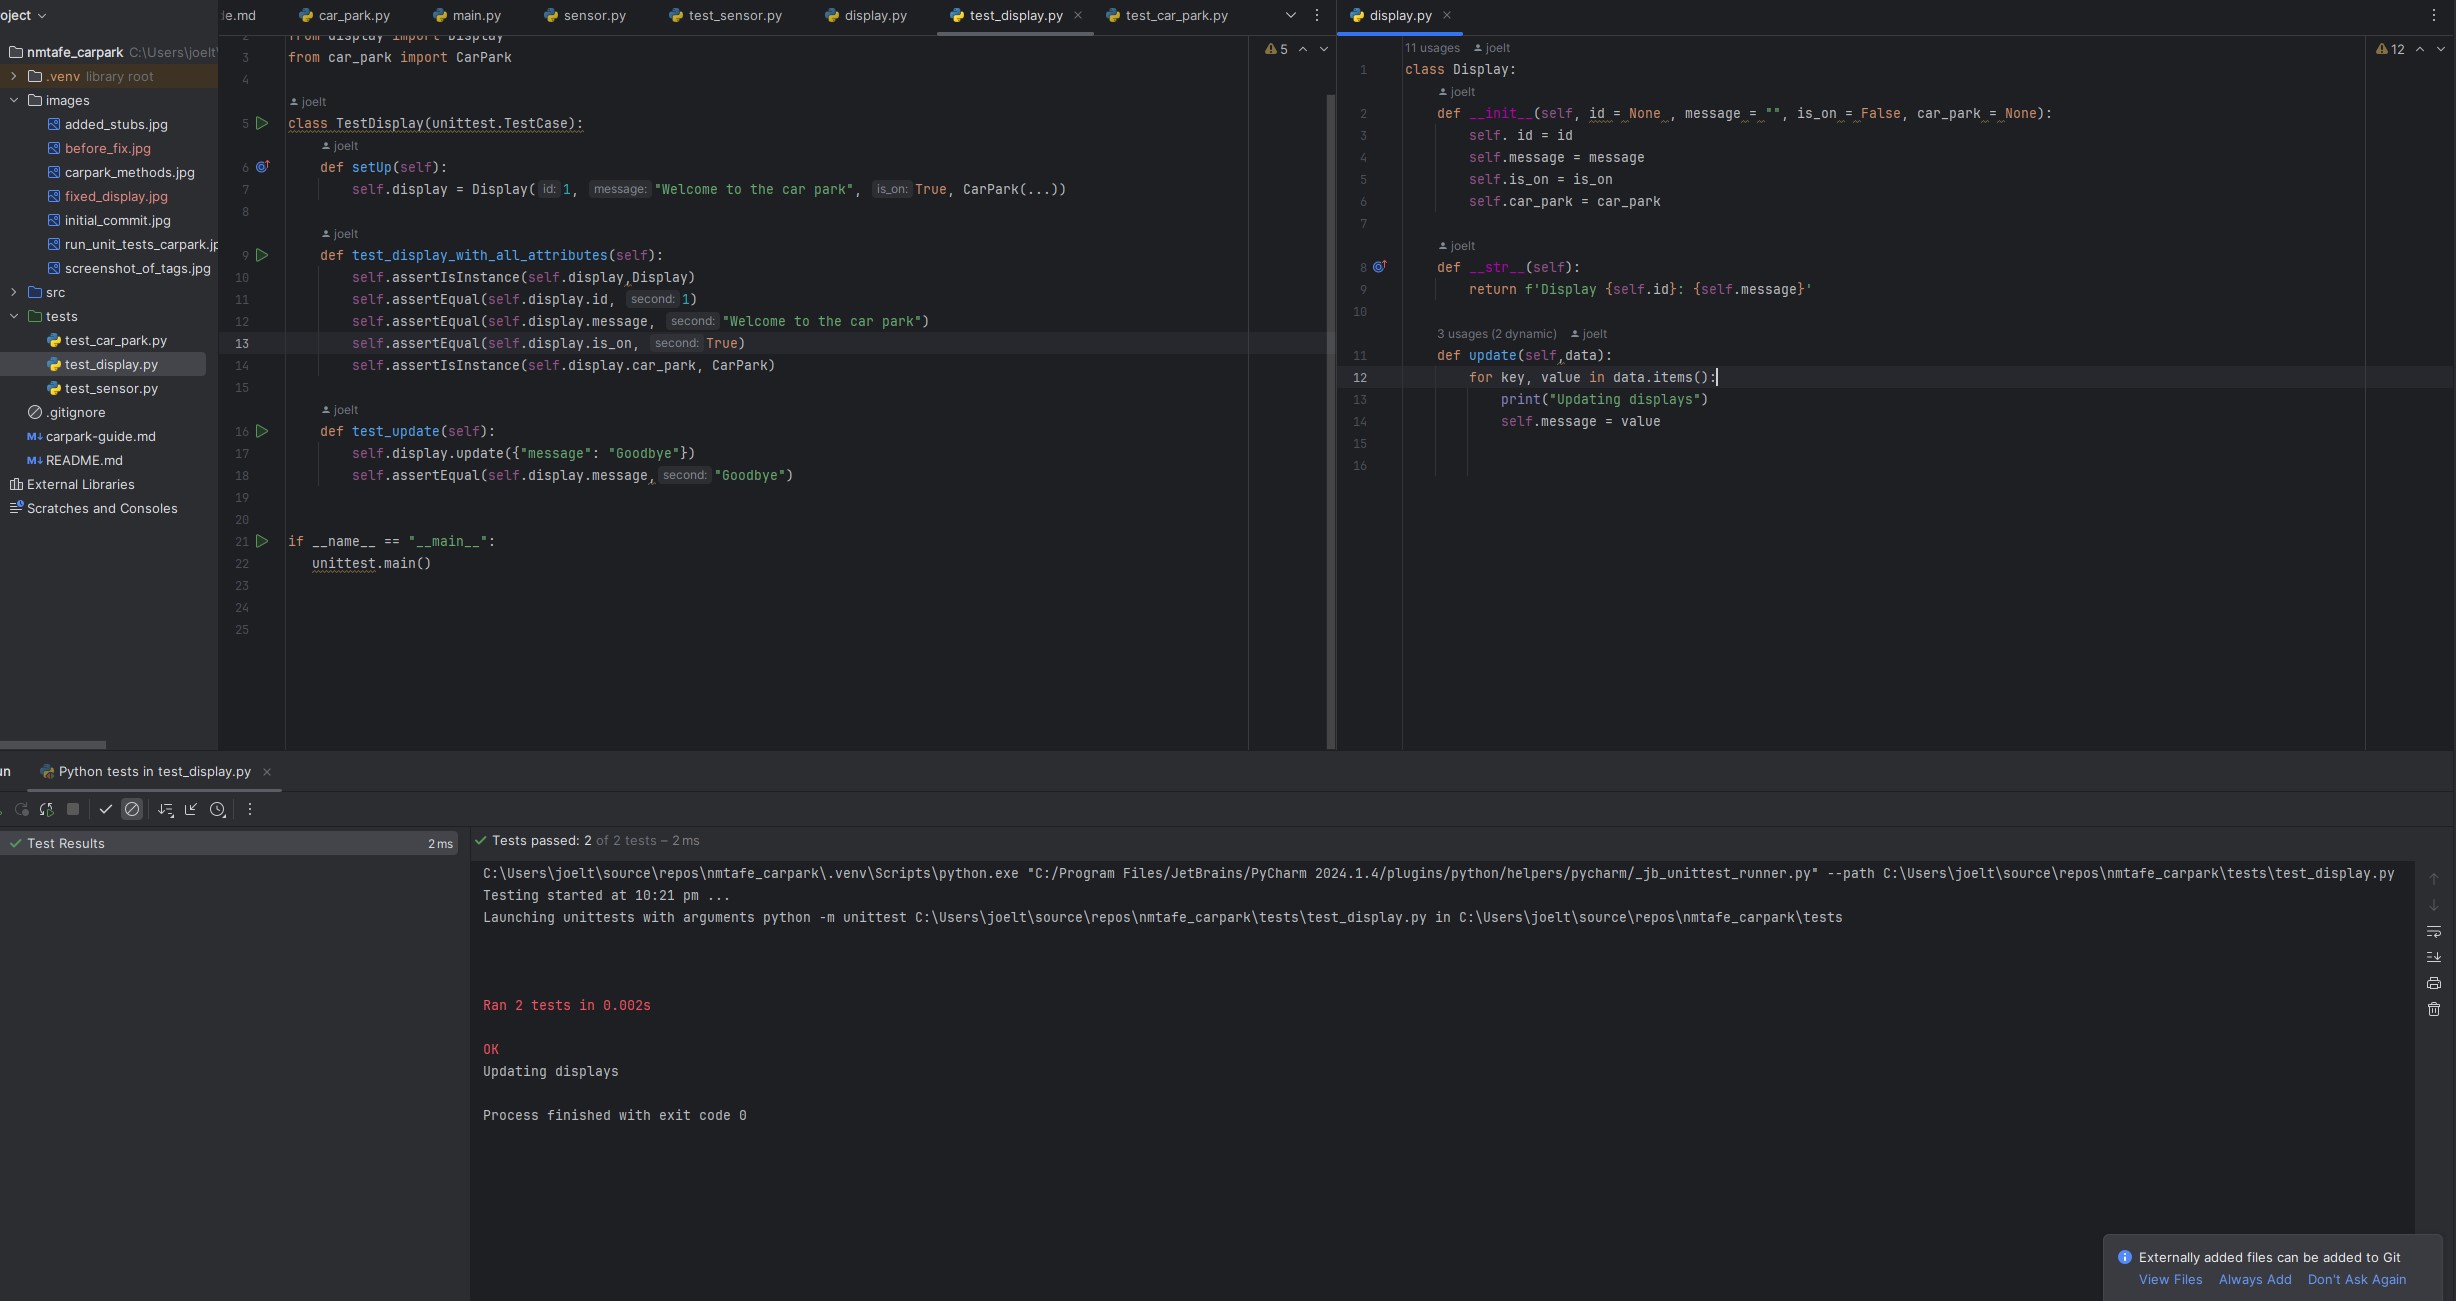 oject
nmtafe_carpark C:\Users\joelt\
.venv library root
images
added_stubs.jpg
before_fix.jpg
carpark_methods.jpg
fixed_display.jpg
initial_commit.jpg
run_unit_tests_carpark.jp
screenshot_of_tags.jpg
src
tests
test_car_park.py
test_display.py
test_sensor.py
.gitignore
M↓ carpark-guide.md
M↓ README.md
External Libraries
Scratches and Consoles
le.md car_park.py main.py sensor.py test_sensor.py display.py test_display.py test_car_park.py
5
2 from display import Display
3 from car_park import CarPark
4
joelt
5 class TestDisplay(unittest.TestCase):
joelt
6 def setUp(self):
7 self.display = Display( id: 1, message: "Welcome to the car park", is_on: True, CarPark(...))
8
joelt
9 def test_display_with_all_attributes(self):
10 self.assertIsInstance(self.display,Display)
11 self.assertEqual(self.display.id, second: 1)
12 self.assertEqual(self.display.message, second: "Welcome to the car park")
13 self.assertEqual(self.display.is_on, second: True)
14 self.assertIsInstance(self.display.car_park, CarPark)
15
joelt
16 def test_update(self):
17 self.display.update({"message": "Goodbye"})
18 self.assertEqual(self.display.message, second: "Goodbye")
19
20
21 if __name__ == "__main__":
22 unittest.main()
23
24
25
display.py
12
11 usages joelt
1 class Display:
joelt
2 def __init__(self, id = None , message = "", is_on = False, car_park = None):
3 self. id = id
4 self.message = message
5 self.is_on = is_on
6 self.car_park = car_park
7
joelt
8 def __str__(self):
9 return f'Display {self.id}: {self.message}'
10
3 usages (2 dynamic) joelt
11 def update(self,data):
12 for key, value in data.items():
13 print("Updating displays")
14 self.message = value
15
16
un Python tests in test_display.py
Test Results 2 ms
Tests passed: 2 of 2 tests – 2 ms
C:\Users\joelt\source\repos\nmtafe_carpark\.venv\Scripts\python.exe "C:/Program Files/JetBrains/PyCharm 2024.1.4/plugins/python/helpers/pycharm/_jb_unittest_runner.py" --path C:\Users\joelt\source\repos\nmtafe_carpark\tests\test_display.py
Testing started at 10:21 pm ...
Launching unittests with arguments python -m unittest C:\Users\joelt\source\repos\nmtafe_carpark\tests\test_display.py in C:\Users\joelt\source\repos\nmtafe_carpark\tests
Ran 2 tests in 0.002s
OK
Updating displays
Process finished with exit code 0
Externally added files can be added to Git
View Files Always Add Don't Ask Again